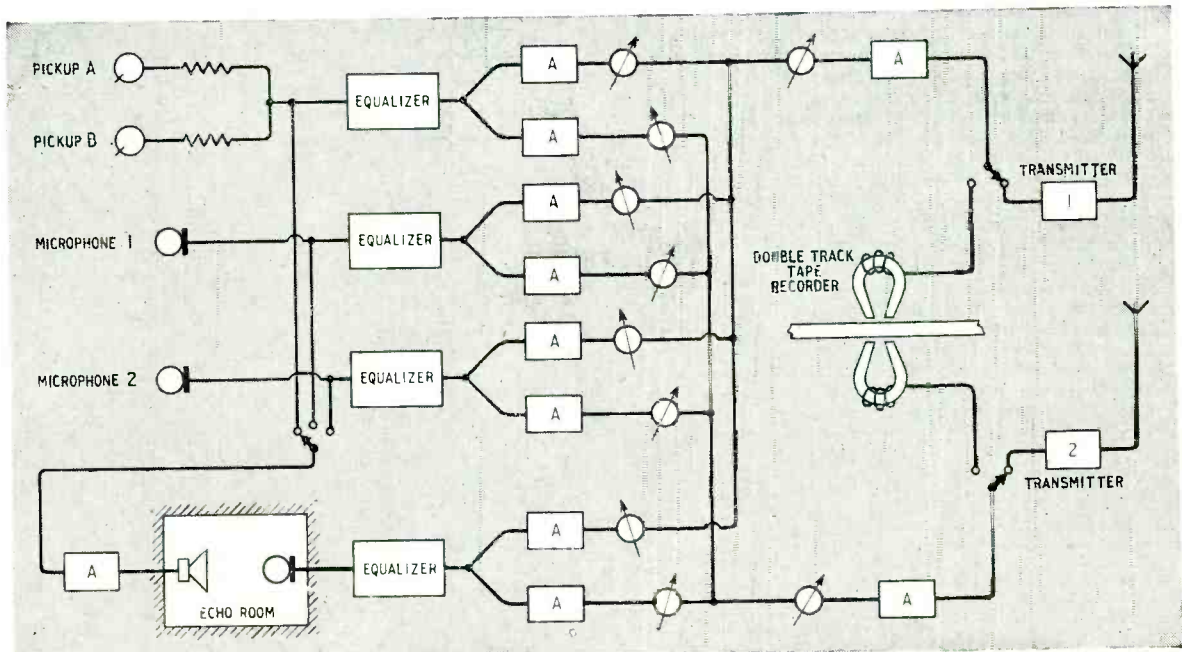 PICKUP A
PICKUP B
MICROPHONE 1
MICROPHONE 2
EQUALIZER
EQUALIZER
EQUALIZER
EQUALIZER
A
A
A
A
A
A
A
A
A
A
A
ECHO ROOM
DOUBLE TRACK
TAPE
RECORDER
TRANSMITTER
1
2
TRANSMITTER